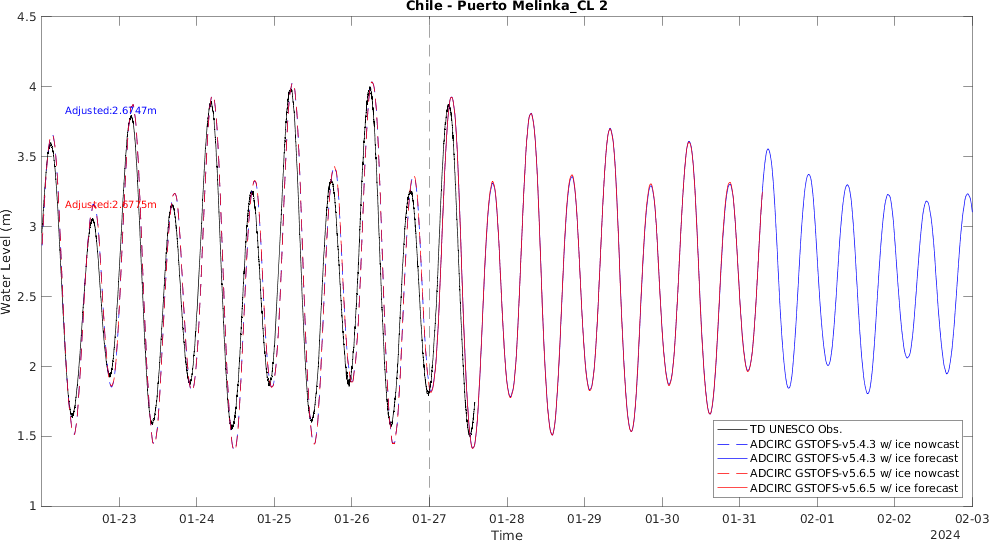 Chile - Puerto Melinka_CL 2
4.5
4
3.5
3
2.5
2
1.5
1
Water Level (m)
Adjusted:2.6747m
Adjusted:2.6775m
TD UNESCO Obs.
ADCIRC GSTOFS-v5.4.3 w/ ice nowcast
ADCIRC GSTOFS-v5.4.3 w/ ice forecast
ADCIRC GSTOFS-v5.6.5 w/ ice nowcast
ADCIRC GSTOFS-v5.6.5 w/ ice forecast
01-23 01-24 01-25 01-26 01-27 01-28 01-29 01-30 01-31 02-01 02-02 02-03
Time
2024